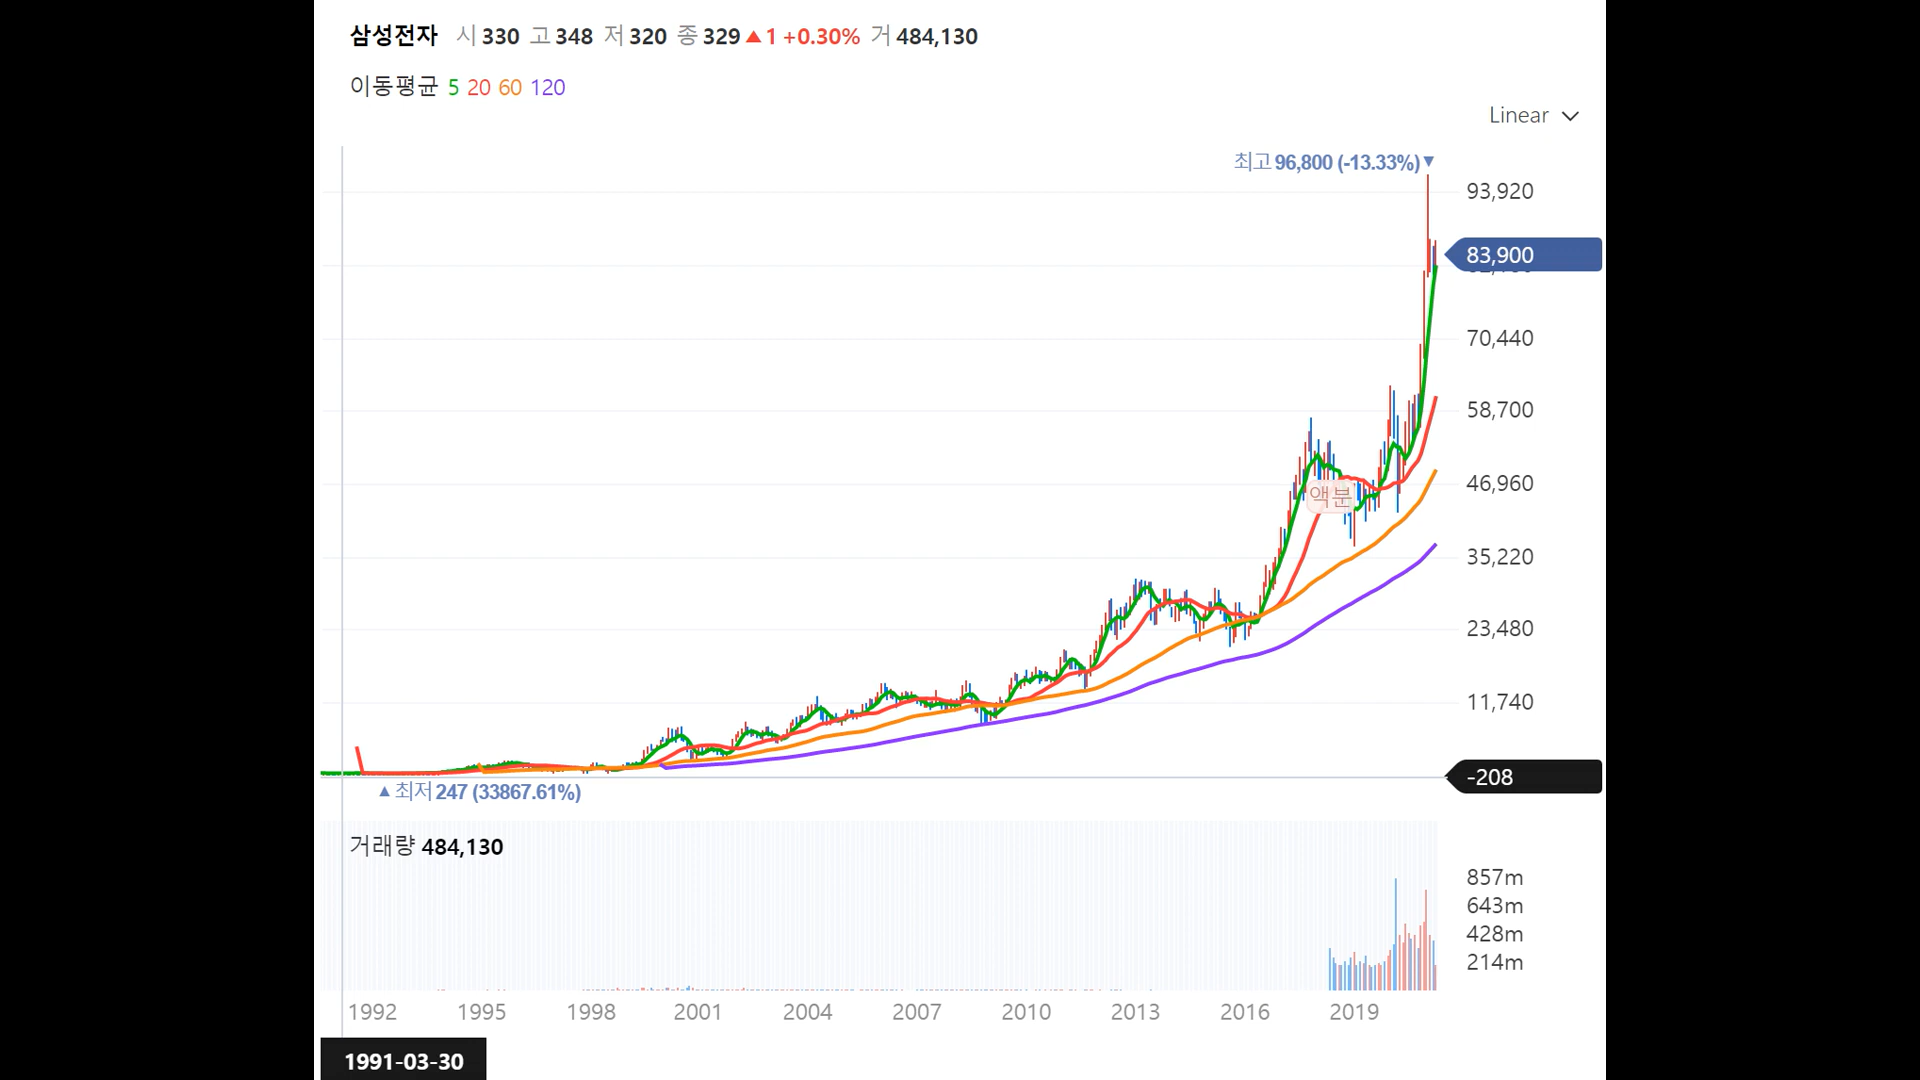 삼성전자 시 330 고 348 저 320 종 329 ▲ 1 +0.30% 거 484,130
이동평균 5 20 60 120
Linear
최고 96,800 (-13.33%) ▼
93,920
83,900
70,440
58,700
46,960
액분
35,220
23,480
11,740
-208
▲ 최저 247 (33867.61%)
거래량 484,130
857m
643m
428m
214m
1992 1995 1998 2001 2004 2007 2010 2013 2016 2019
1991-03-30